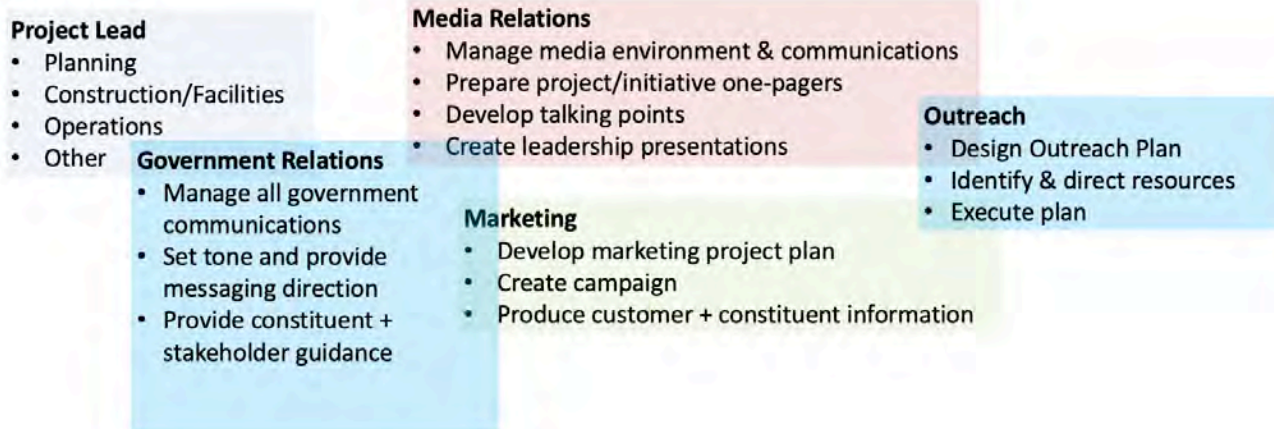 Project Lead
• Planning
• Construction/Facilities
• Operations
• Other
Media Relations
• Manage media environment & communications
• Prepare project/initiative one-pagers
• Develop talking points
• Create leadership presentations
Government Relations
• Manage all government
communications
• Set tone and provide
messaging direction
• Provide constituent +
stakeholder guidance
Marketing
• Develop marketing project plan
• Create campaign
• Produce customer + constituent information
Outreach
• Design Outreach Plan
• Identify & direct resources
• Execute plan